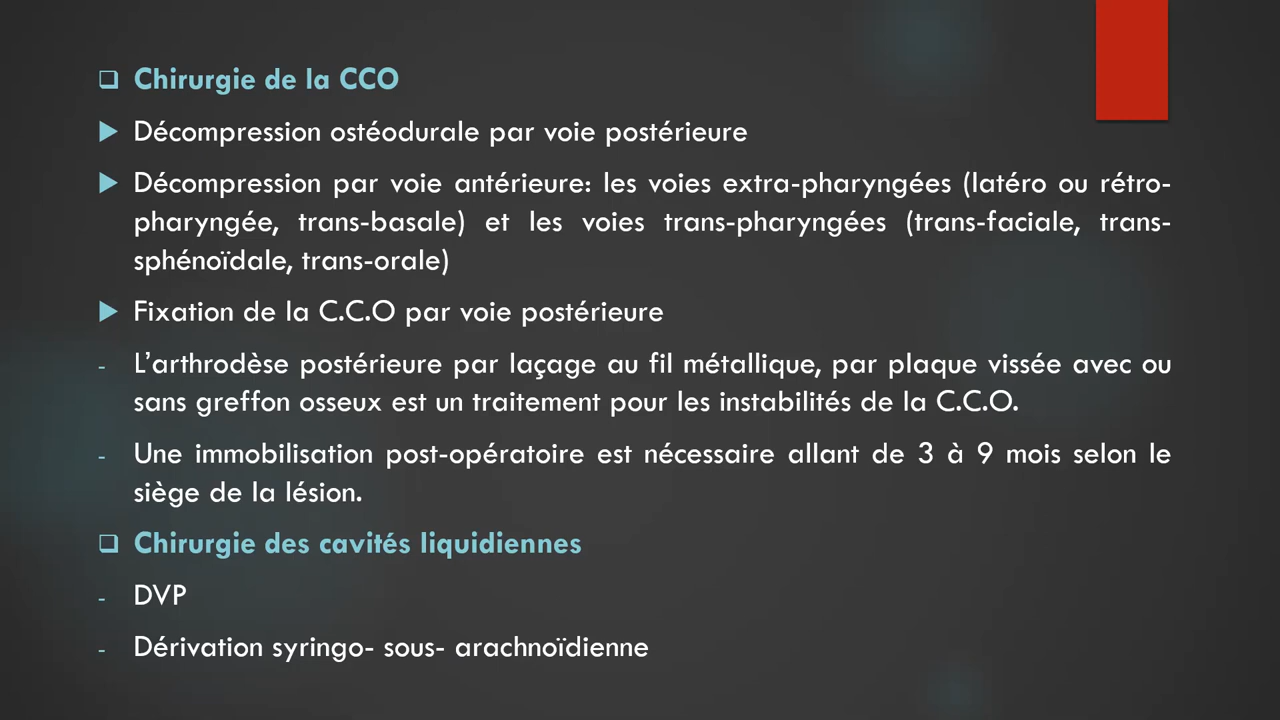 Chirurgie de la CCO
Décompression ostéodurale par voie postérieure
Décompression par voie antérieure: les voies extra-pharyngées (latéro ou rétro-
pharyngée, trans-basale) et les voies trans-pharyngées (trans-faciale, trans-
sphénoïdale, trans-orale)
Fixation de la C.C.O par voie postérieure
- L’arthrodèse postérieure par laçage au fil métallique, par plaque vissée avec ou
sans greffon osseux est un traitement pour les instabilités de la C.C.O.
- Une immobilisation post-opératoire est nécessaire allant de 3 à 9 mois selon le
siège de la lésion.
Chirurgie des cavités liquidiennes
- DVP
- Dérivation syringo- sous- arachnoïdienne